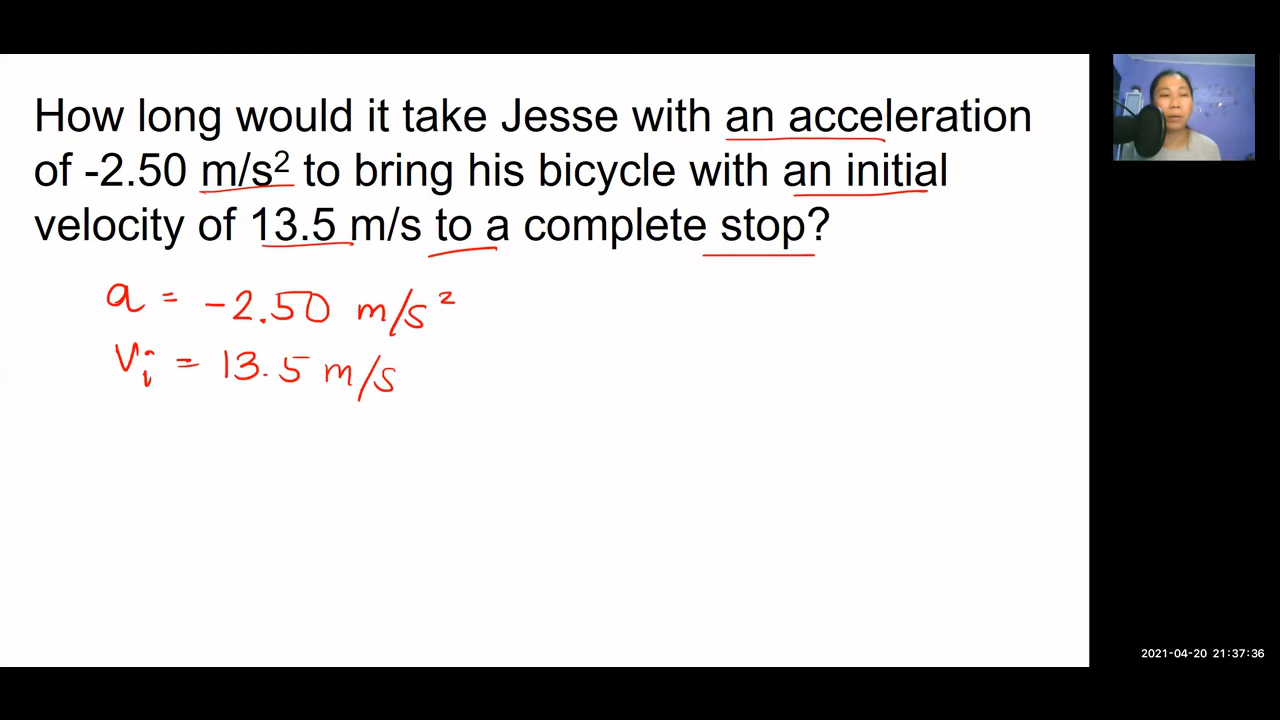 How long would it take Jesse with an acceleration
of -2.50 m/s² to bring his bicycle with an initial
velocity of 13.5 m/s to a complete stop?
a = -2.50 m/s²
vᵢ = 13.5 m/s
2021-04-20 21:37:36